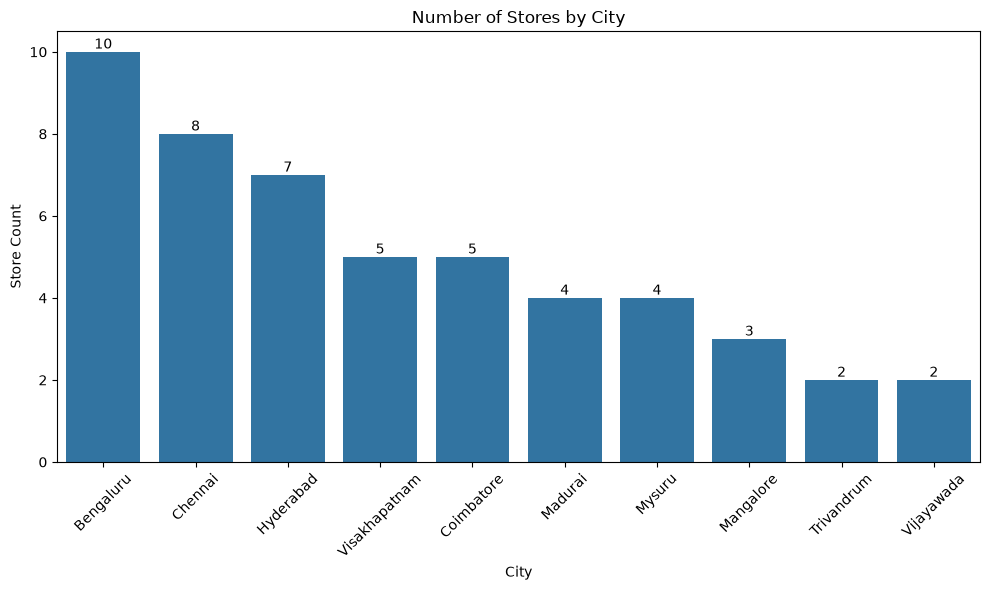 Number of Stores by City
Store Count
10
8
6
4
2
0
10
8
7
5
5
4
4
3
2
2
Bengaluru
Chennai
Hyderabad
Visakhapatnam
Coimbatore
Madurai
Mysuru
Mangalore
Trivandrum
Vijayawada
City